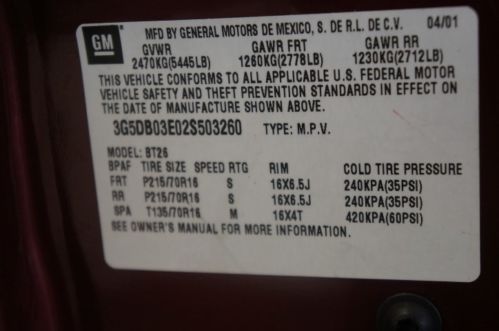 GM
MFD BY GENERAL MOTORS DE MEXICO, S. DE R.L. DE C.V. 04/01
GVWR GAWR FRT GAWR RR
2470KG(5445LB) 1260KG(2778LB) 1230KG(2712LB)
THIS VEHICLE CONFORMS TO ALL APPLICABLE U.S. FEDERAL MOTOR
VEHICLE SAFETY AND THEFT PREVENTION STANDARDS IN EFFECT ON
THE DATE OF MANUFACTURE SHOWN ABOVE.
3G5DB03E02S503260 TYPE: M.P.V.
MODEL: BT26
BPAF TIRE SIZE SPEED RTG RIM COLD TIRE PRESSURE
FRT P215/70R16 S 16X6.5J 240KPA(35PSI)
RR P215/70R16 S 16X6.5J 240KPA(35PSI)
SPA T135/70R16 M 16X4T 420KPA(60PSI)
SEE OWNER'S MANUAL FOR MORE INFORMATION.